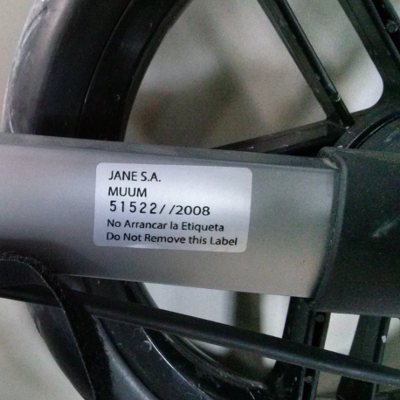 JANE S.A.
MUUM
51522//2008
No Arrancar la Etiqueta
Do Not Remove this Label